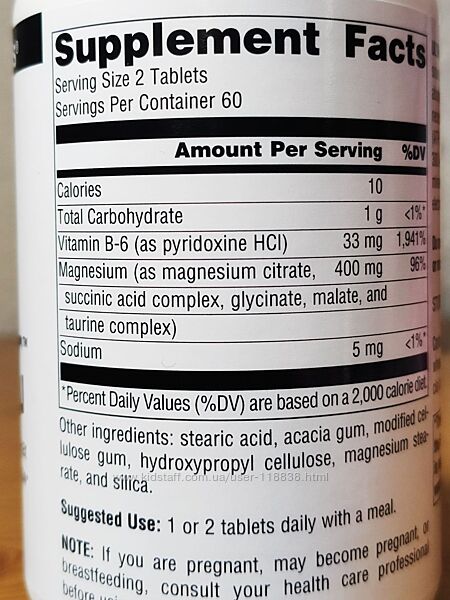 Supplement Facts
Serving Size 2 Tablets
Servings Per Container 60
Amount Per Serving %DV
Calories 10
Total Carbohydrate 1 g <1%*
Vitamin B-6 (as pyridoxine HCl) 33 mg 1,941%
Magnesium (as magnesium citrate, 400 mg 96%
succinic acid complex, glycinate, malate, and
taurine complex)
Sodium 5 mg <1%*
*Percent Daily Values (%DV) are based on a 2,000 calorie diet.
Other ingredients: stearic acid, acacia gum, modified cel-
lulose gum, hydroxypropyl cellulose, magnesium stea-
rate, and silica.
www.kidstaff.com.ua/user-118838.html
Suggested Use: 1 or 2 tablets daily with a meal.
NOTE: If you are pregnant, may become pregnant, or
breastfeeding, consult your health care professional
before